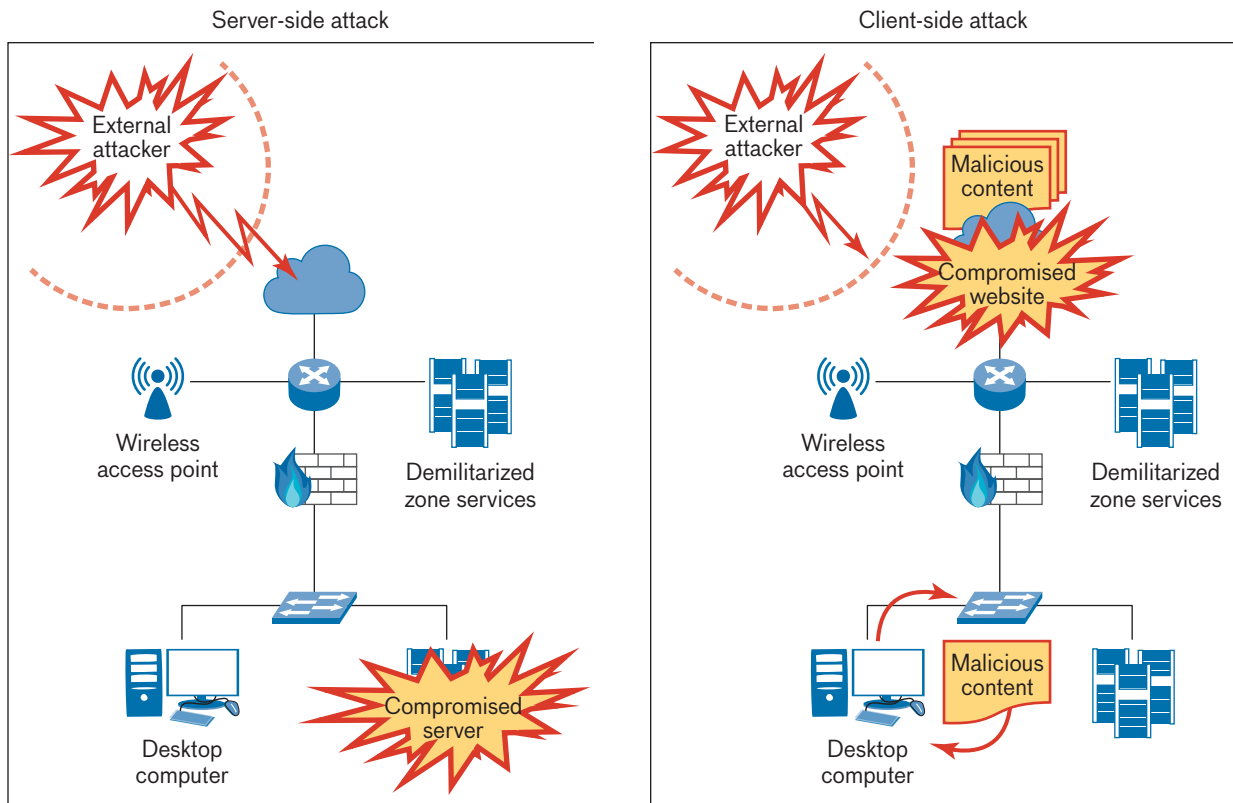 Server-side attack
External
attacker
Wireless
access point
Demilitarized
zone services
Desktop
computer
Compromised
server
Client-side attack
External
attacker
Malicious
content
Compromised
website
Wireless
access point
Demilitarized
zone services
Malicious
content
Desktop
computer